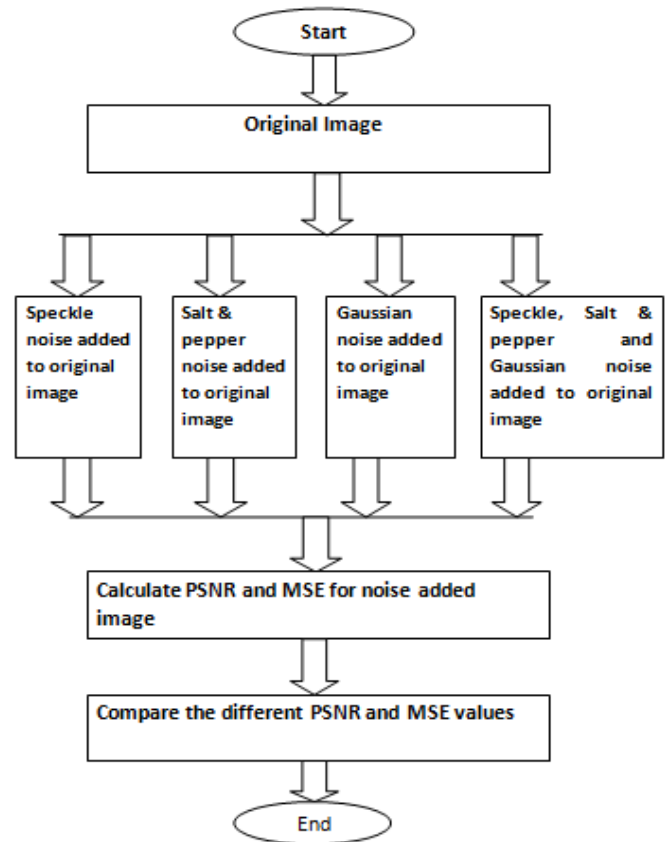 Start
Original Image
Speckle
noise added
to original
image
Salt &
pepper
noise added
to original
image
Gaussian
noise added
to original
image
Speckle, Salt &
pepper and
Gaussian noise
added to original
image
Calculate PSNR and MSE for noise added
image
Compare the different PSNR and MSE values
End